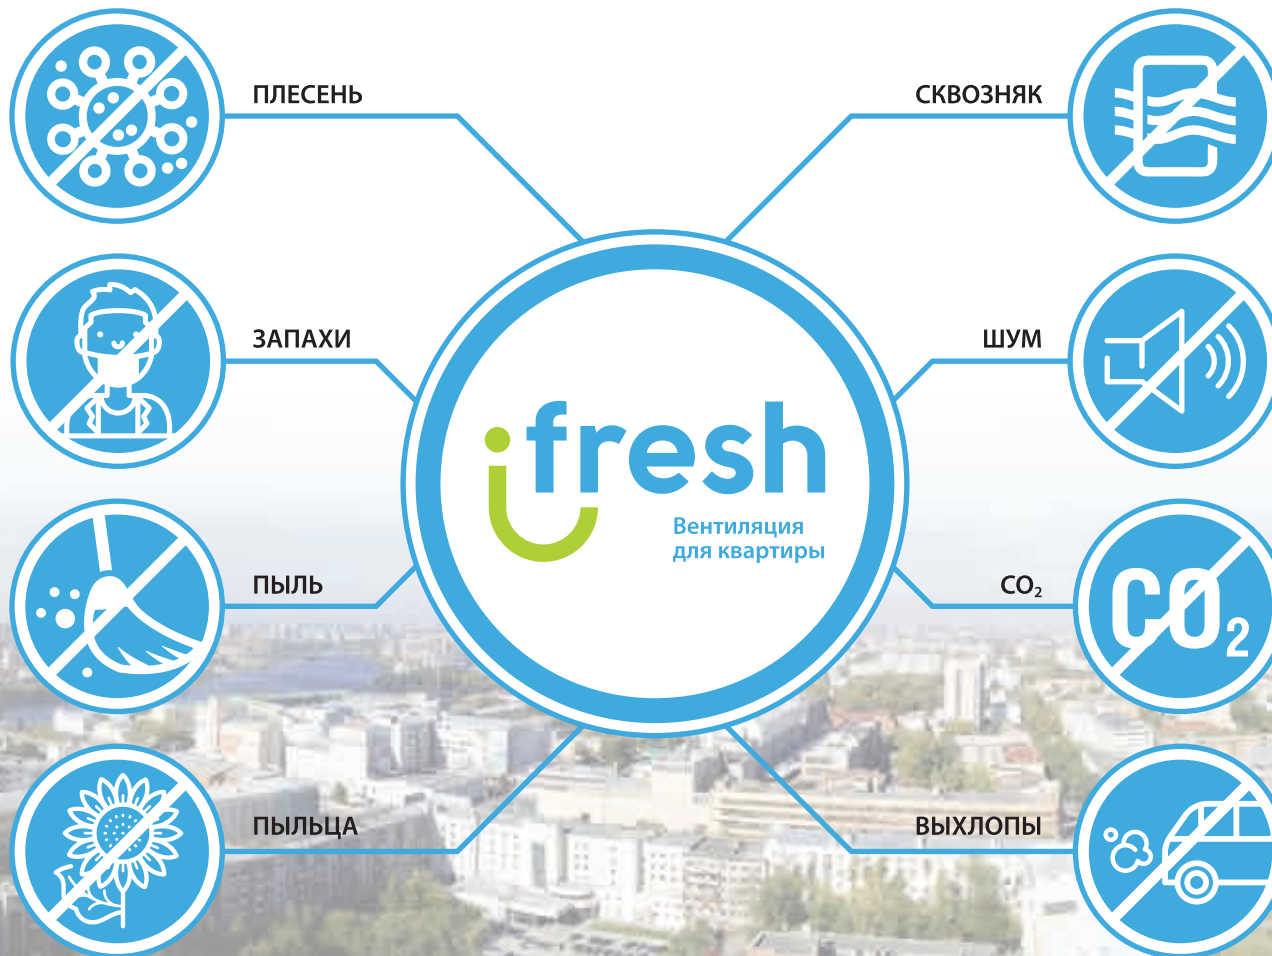 ПЛЕСЕНЬ
СКВОЗНЯК
ЗАПАХИ
ШУМ
ifresh
Вентиляция
для квартиры
ПЫЛЬ
CO₂
CO₂
ПЫЛЬЦА
ВЫХЛОПЫ